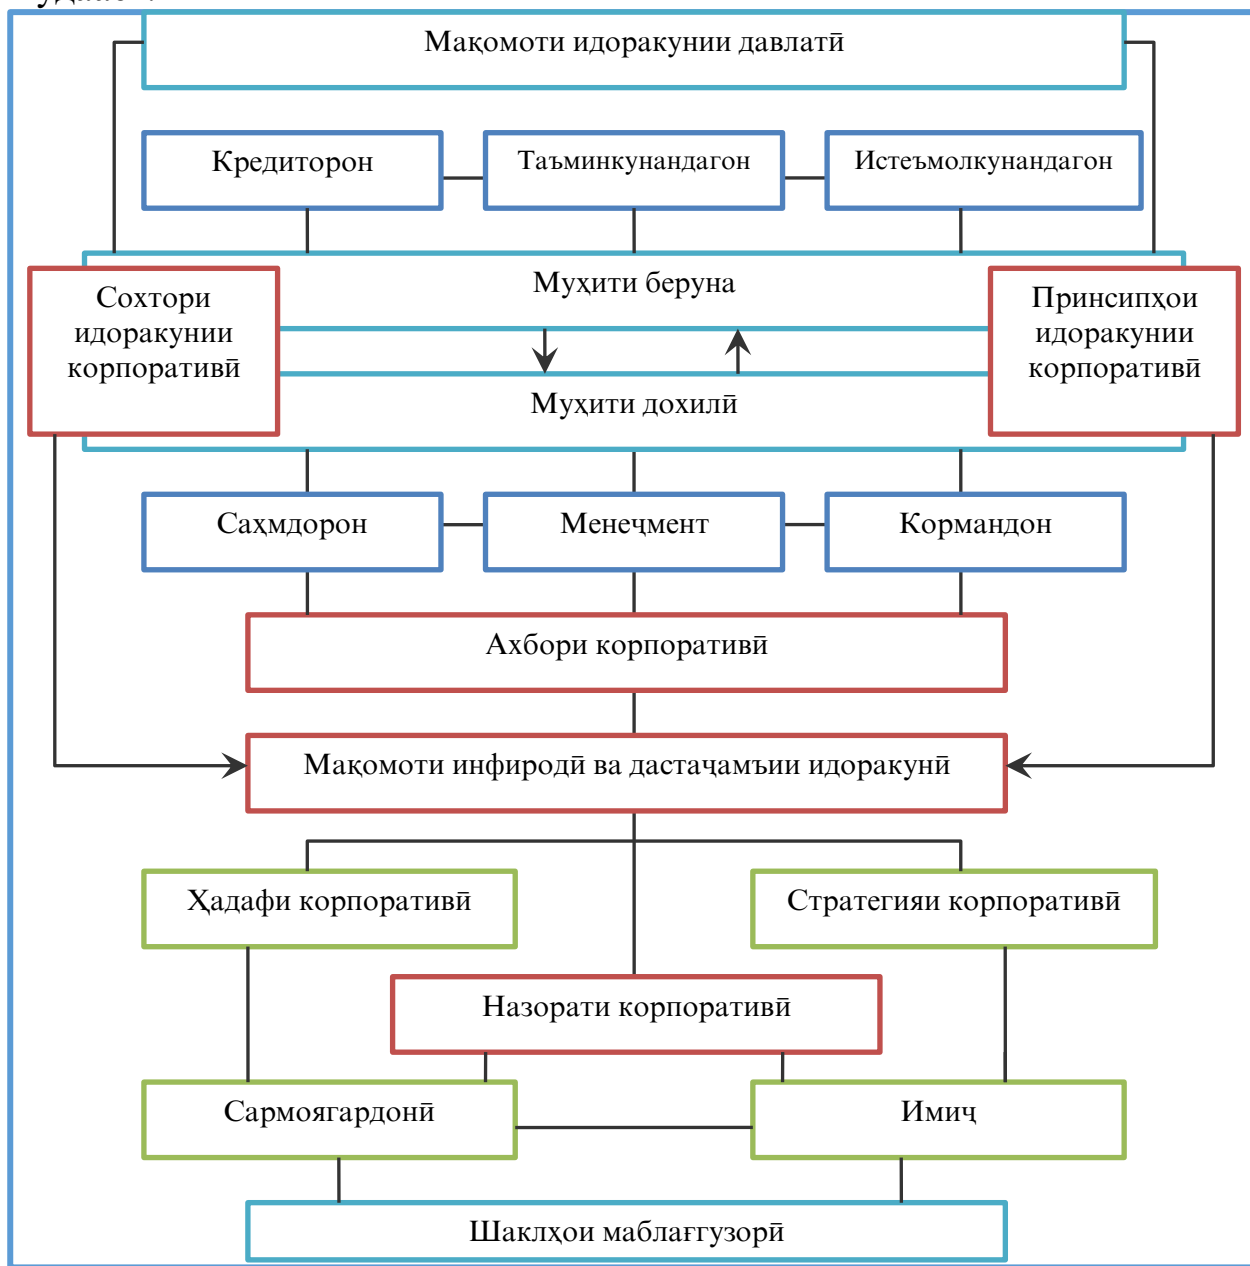 Мақомоти идоракунии давлатӣ
Кредиторон
Таъминкунандагон
Истеъмолкунандагон
Муҳити беруна
Сохтори
идоракунии
корпоративӣ
Принсипҳои
идоракунии
корпоративӣ
Муҳити дохилӣ
Саҳмдорон
Менеҷмент
Кормандон
Ахбори корпоративӣ
Мақомоти инфиродӣ ва дастаҷамъии идоракунӣ
Ҳадафи корпоративӣ
Стратегияи корпоративӣ
Назорати корпоративӣ
Сармоягардонӣ
Имиҷ
Шаклҳои маблағгузорӣ